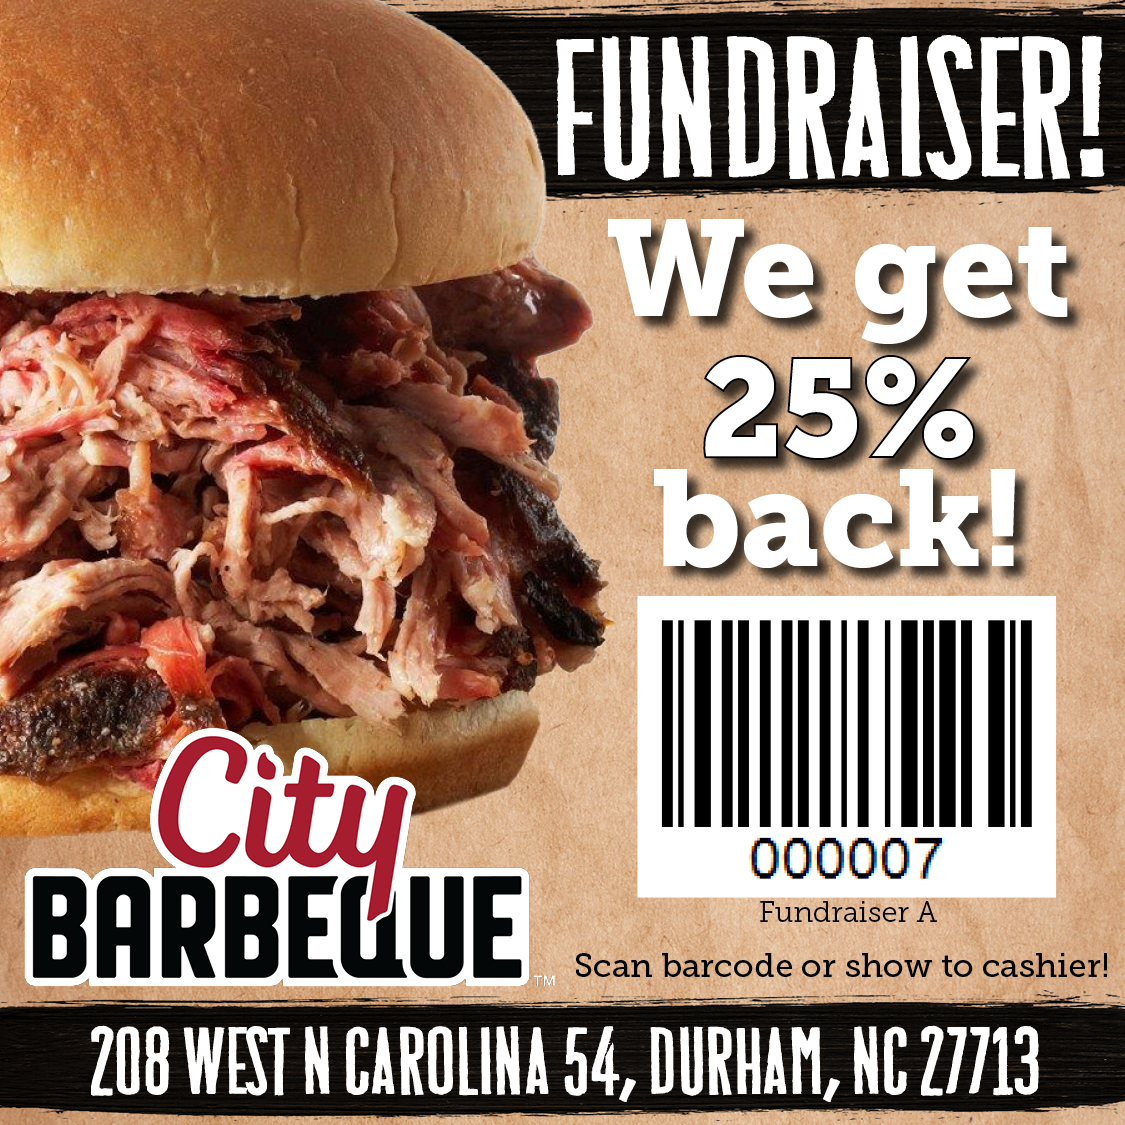 FUNDRAISER!
We get
25%
back!
000007
Fundraiser A
City
BARBEQUE ™
Scan barcode or show to cashier!
208 WEST N CAROLINA 54, DURHAM, NC 27713